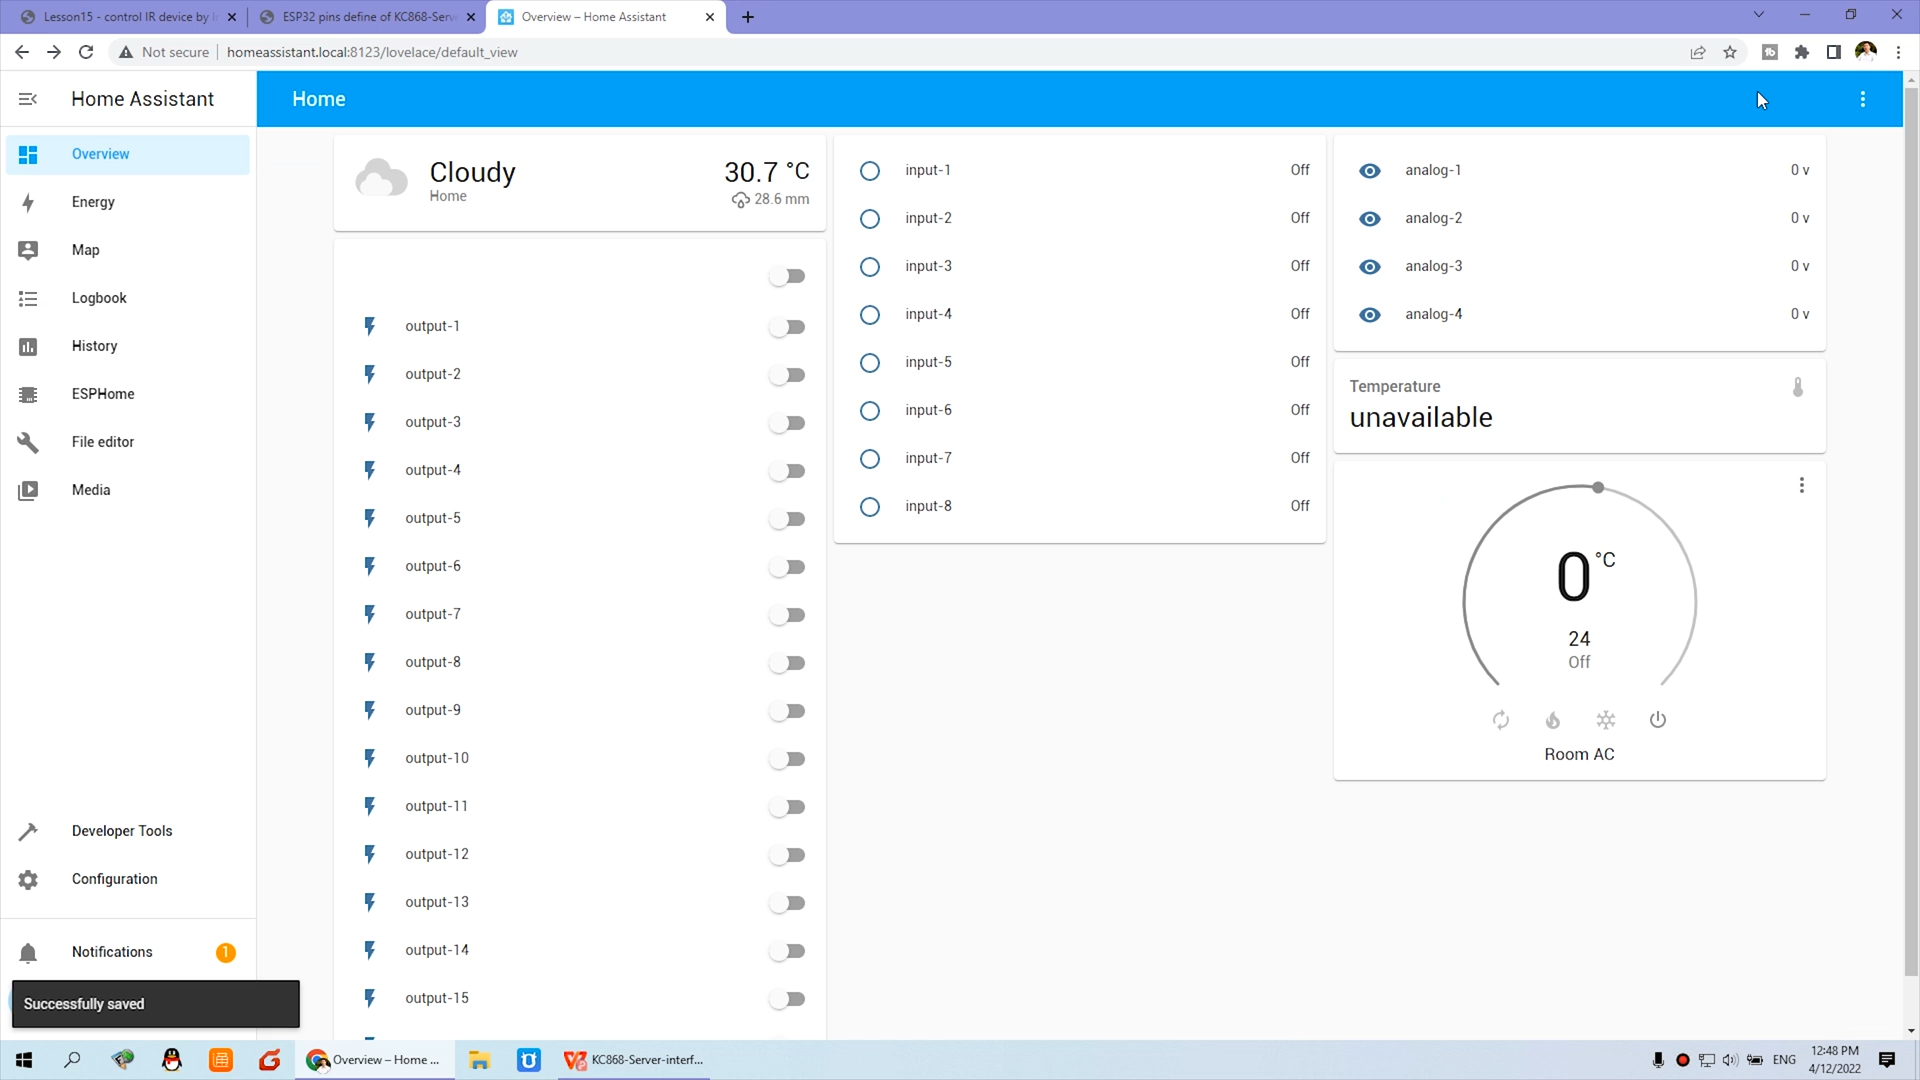 Lesson15 - control IR device by
ESP32 pins define of KC868-Serv
Overview – Home Assistant
Not secure
homeassistant.local:8123/lovelace/default_view
Home Assistant
Home
Overview
Energy
Map
Logbook
History
ESPHome
File editor
Media
Developer Tools
Configuration
Notifications
1
Successfully saved
Cloudy
Home
30.7 °C
28.6 mm
output-1
output-2
output-3
output-4
output-5
output-6
output-7
output-8
output-9
output-10
output-11
output-12
output-13
output-14
output-15
input-1 Off
input-2 Off
input-3 Off
input-4 Off
input-5 Off
input-6 Off
input-7 Off
input-8 Off
analog-1 0 v
analog-2 0 v
analog-3 0 v
analog-4 0 v
Temperature
unavailable
0 °C
24
Off
Room AC
Overview – Home ...
KC868-Server-interf...
ENG
12:48 PM
4/12/2022